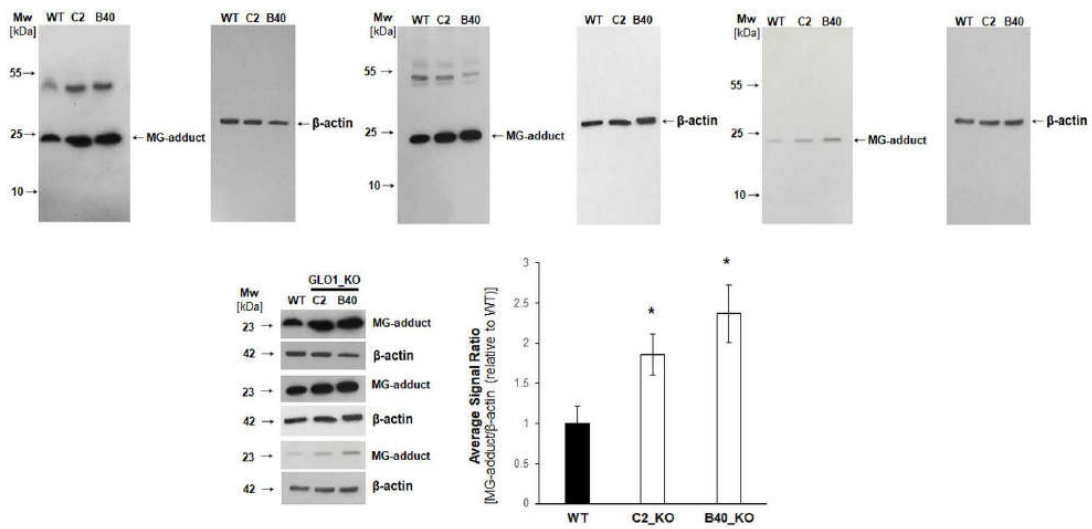 Mw
[kDa]
WT C2 B40
55
25
10
MG-adduct
WT C2 B40
β-actin
Mw
[kDa]
WT C2 B40
55
25
10
MG-adduct
WT C2 B40
β-actin
Mw
[kDa]
WT C2 B40
55
25
10
MG-adduct
WT C2 B40
β-actin
GLO1_KO
Mw
[kDa]
WT C2 B40
23 MG-adduct
42 β-actin
23 MG-adduct
42 β-actin
23 MG-adduct
42 β-actin
Average Signal Ratio
[MG-adduct/β-actin (relative to WT)]
3
2.5
2
1.5
1
0.5
0
*
*
WT C2_KO B40_KO